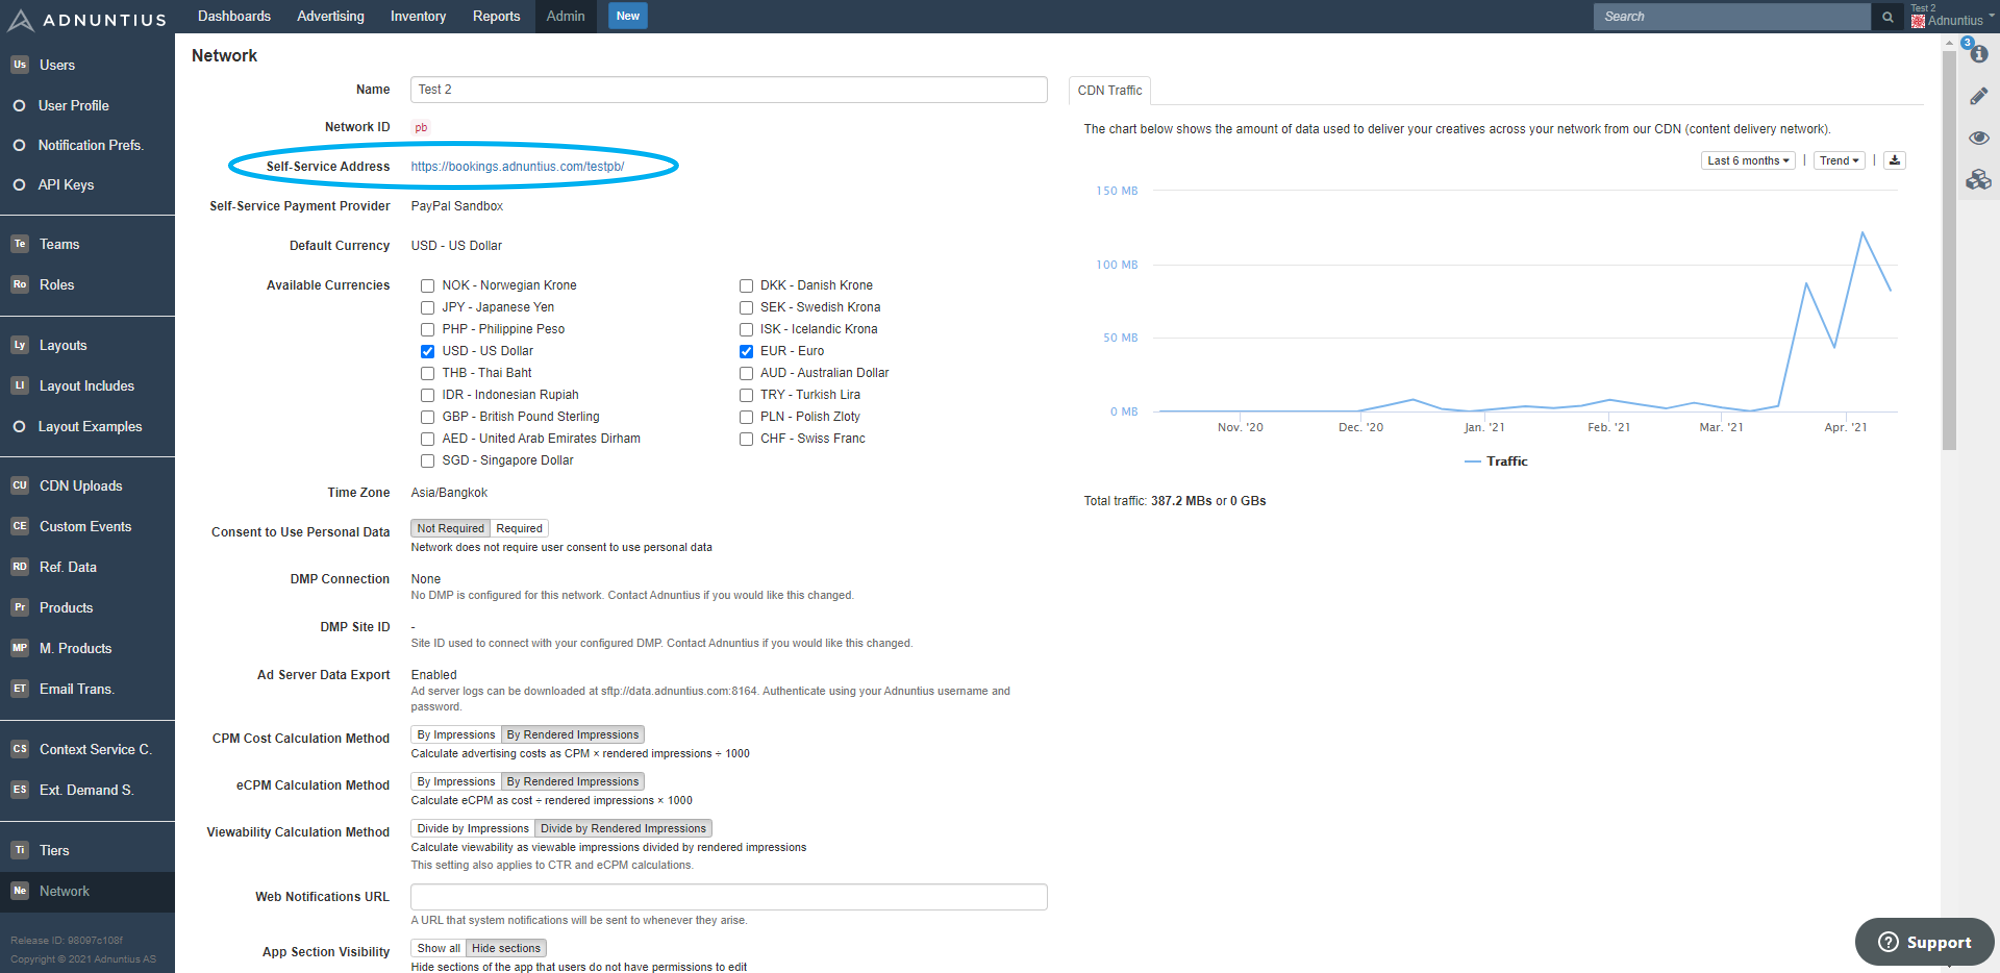 ADNUNTIUS
Dashboards Advertising Inventory Reports Admin New
Search
Test 2
Adnuntius
3
Us Users
User Profile
Notification Prefs.
API Keys
Te Teams
Ro Roles
Ly Layouts
LI Layout Includes
Layout Examples
CU CDN Uploads
CE Custom Events
RD Ref. Data
Pr Products
MP M. Products
ET Email Trans.
CS Context Service C.
ES Ext. Demand S.
Ti Tiers
Ne Network
Release ID: 98097c108f
Copyright © 2021 Adnuntius AS
Network
Name Test 2
Network ID pb
Self-Service Address https://bookings.adnuntius.com/testpb/
Self-Service Payment Provider PayPal Sandbox
Default Currency USD - US Dollar
Available Currencies NOK - Norwegian Krone DKK - Danish Krone
JPY - Japanese Yen SEK - Swedish Krona
PHP - Philippine Peso ISK - Icelandic Krona
USD - US Dollar EUR - Euro
THB - Thai Baht AUD - Australian Dollar
IDR - Indonesian Rupiah TRY - Turkish Lira
GBP - British Pound Sterling PLN - Polish Zloty
AED - United Arab Emirates Dirham CHF - Swiss Franc
SGD - Singapore Dollar
Time Zone Asia/Bangkok
Consent to Use Personal Data Not Required Required
Network does not require user consent to use personal data
DMP Connection None
No DMP is configured for this network. Contact Adnuntius if you would like this changed.
DMP Site ID -
Site ID used to connect with your configured DMP. Contact Adnuntius if you would like this changed.
Ad Server Data Export Enabled
Ad server logs can be downloaded at sftp://data.adnuntius.com:8164. Authenticate using your Adnuntius username and
password.
CPM Cost Calculation Method By Impressions By Rendered Impressions
Calculate advertising costs as CPM × rendered impressions ÷ 1000
eCPM Calculation Method By Impressions By Rendered Impressions
Calculate eCPM as cost ÷ rendered impressions × 1000
Viewability Calculation Method Divide by Impressions Divide by Rendered Impressions
Calculate viewability as viewable impressions divided by rendered impressions
This setting also applies to CTR and eCPM calculations.
Web Notifications URL
A URL that system notifications will be sent to whenever they arise.
App Section Visibility Show all Hide sections
Hide sections of the app that users do not have permissions to edit
CDN Traffic
The chart below shows the amount of data used to deliver your creatives across your network from our CDN (content delivery network).
Last 6 months | Trend |
150 MB
100 MB
50 MB
0 MB
Nov. '20 Dec. '20 Jan. '21 Feb. '21 Mar. '21 Apr. '21
Traffic
Total traffic: 387.2 MBs or 0 GBs
? Support